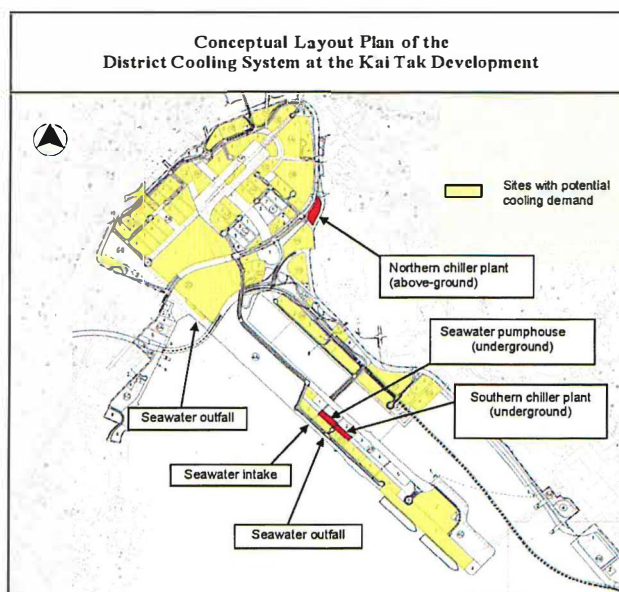 Conceptual Layout Plan of the
District Cooling System at the Kai Tak Development
Sites with potential
cooling demand
Northern chiller plant
(above-ground)
Seawater pumphouse
(underground)
Southern chiller plant
(underground)
Seawater outfall
Seawater intake
Seawater outfall